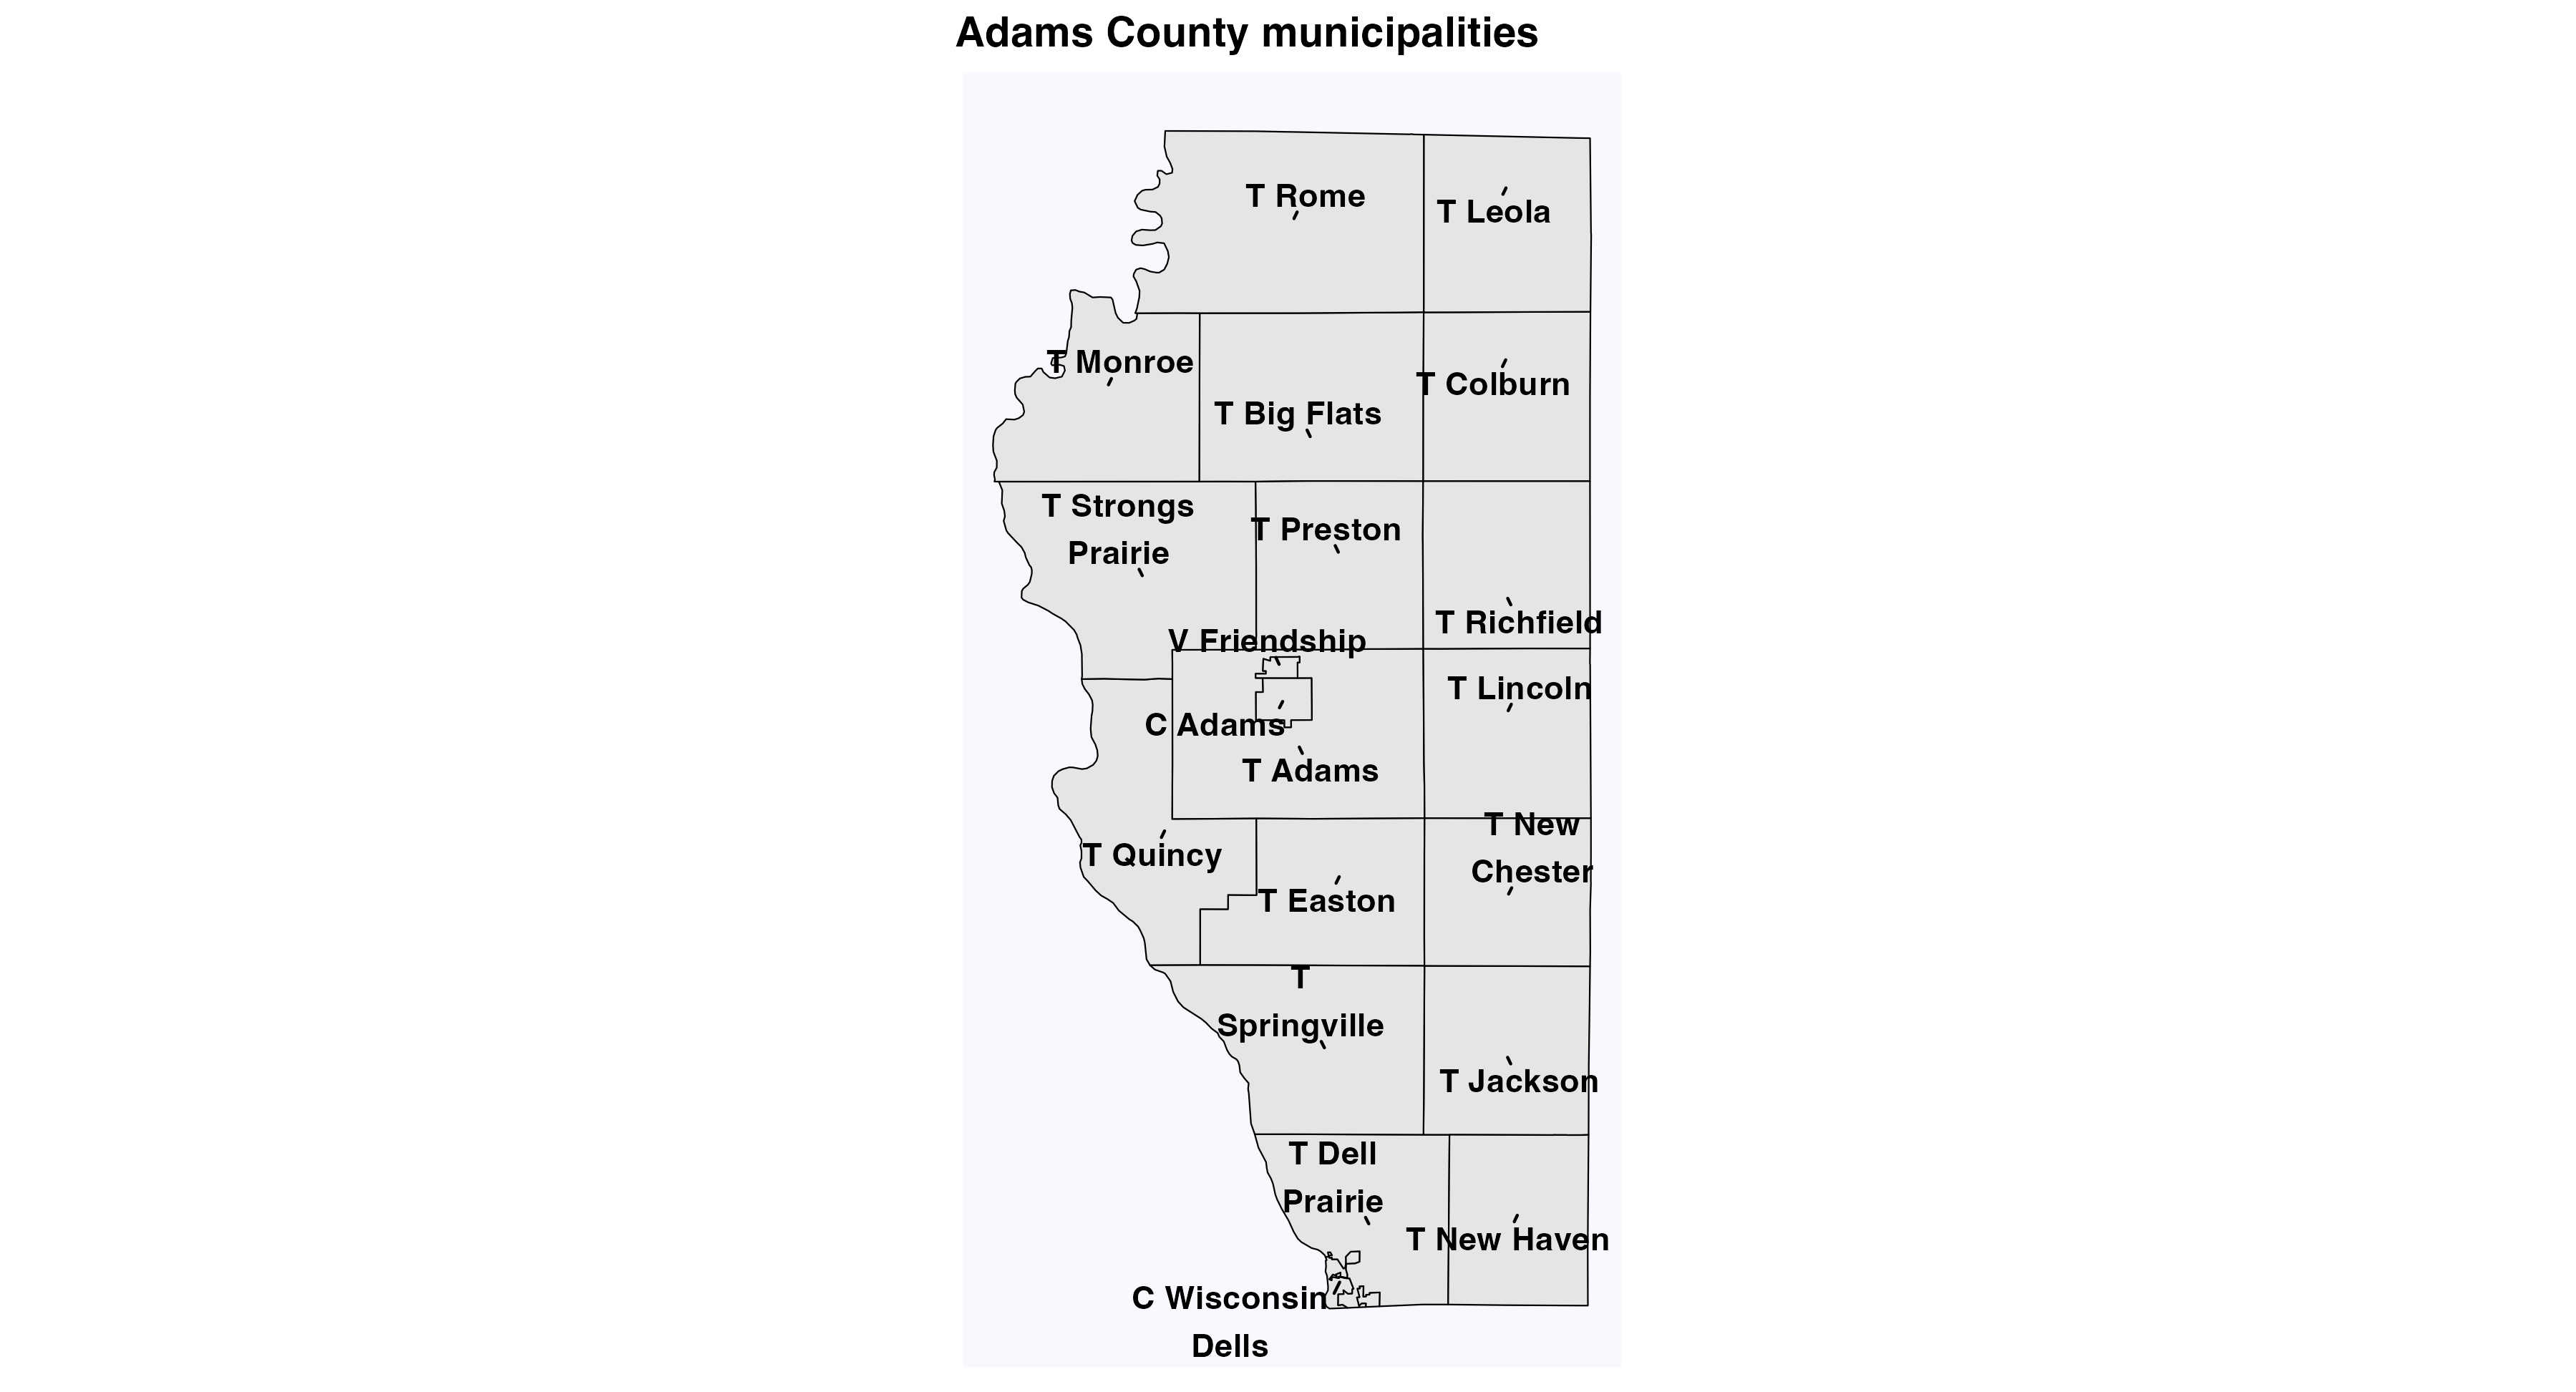 Adams County municipalities
T Rome
T Leola
T Monroe
T Colburn
T Big Flats
T Strongs
Prairie
T Preston
T Richfield
V Friendship
T Lincoln
C Adams
T Adams
T New
Chester
T Quincy
T Easton
T
Springville
T Jackson
T Dell
Prairie
T New Haven
C Wisconsin
Dells